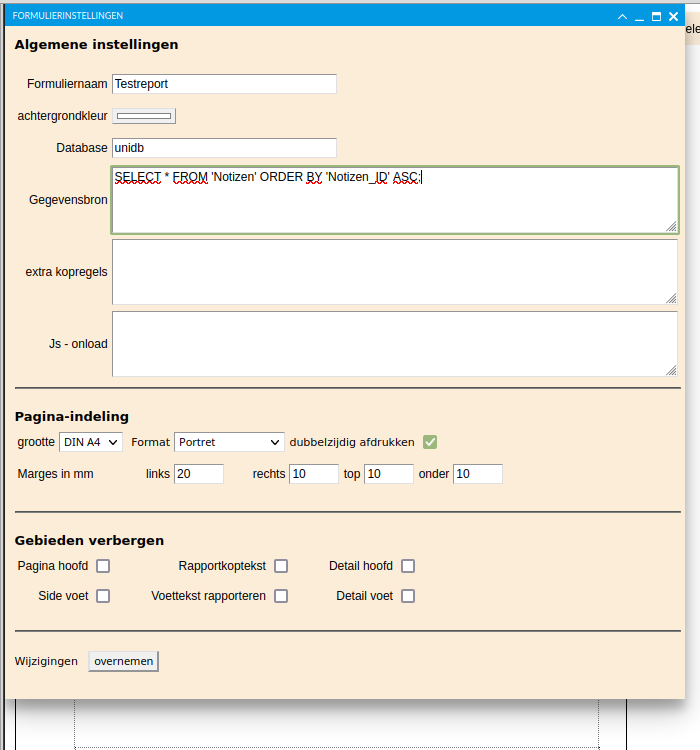 FORMULIERINSTELLINGEN
ele
Algemene instellingen
Formuliernaam Testreport
achtergrondkleur
Database unidb
Gegevensbron SELECT * FROM 'Notizen' ORDER BY 'Notizen_ID' ASC;
extra kopregels
Js - onload
Pagina-indeling
grootte DIN A4 Format Portret dubbelzijdig afdrukken
Marges in mm links 20 rechts 10 top 10 onder 10
Gebieden verbergen
Pagina hoofd Rapportkoptekst Detail hoofd
Side voet Voettekst rapporteren Detail voet
Wijzigingen overnemen